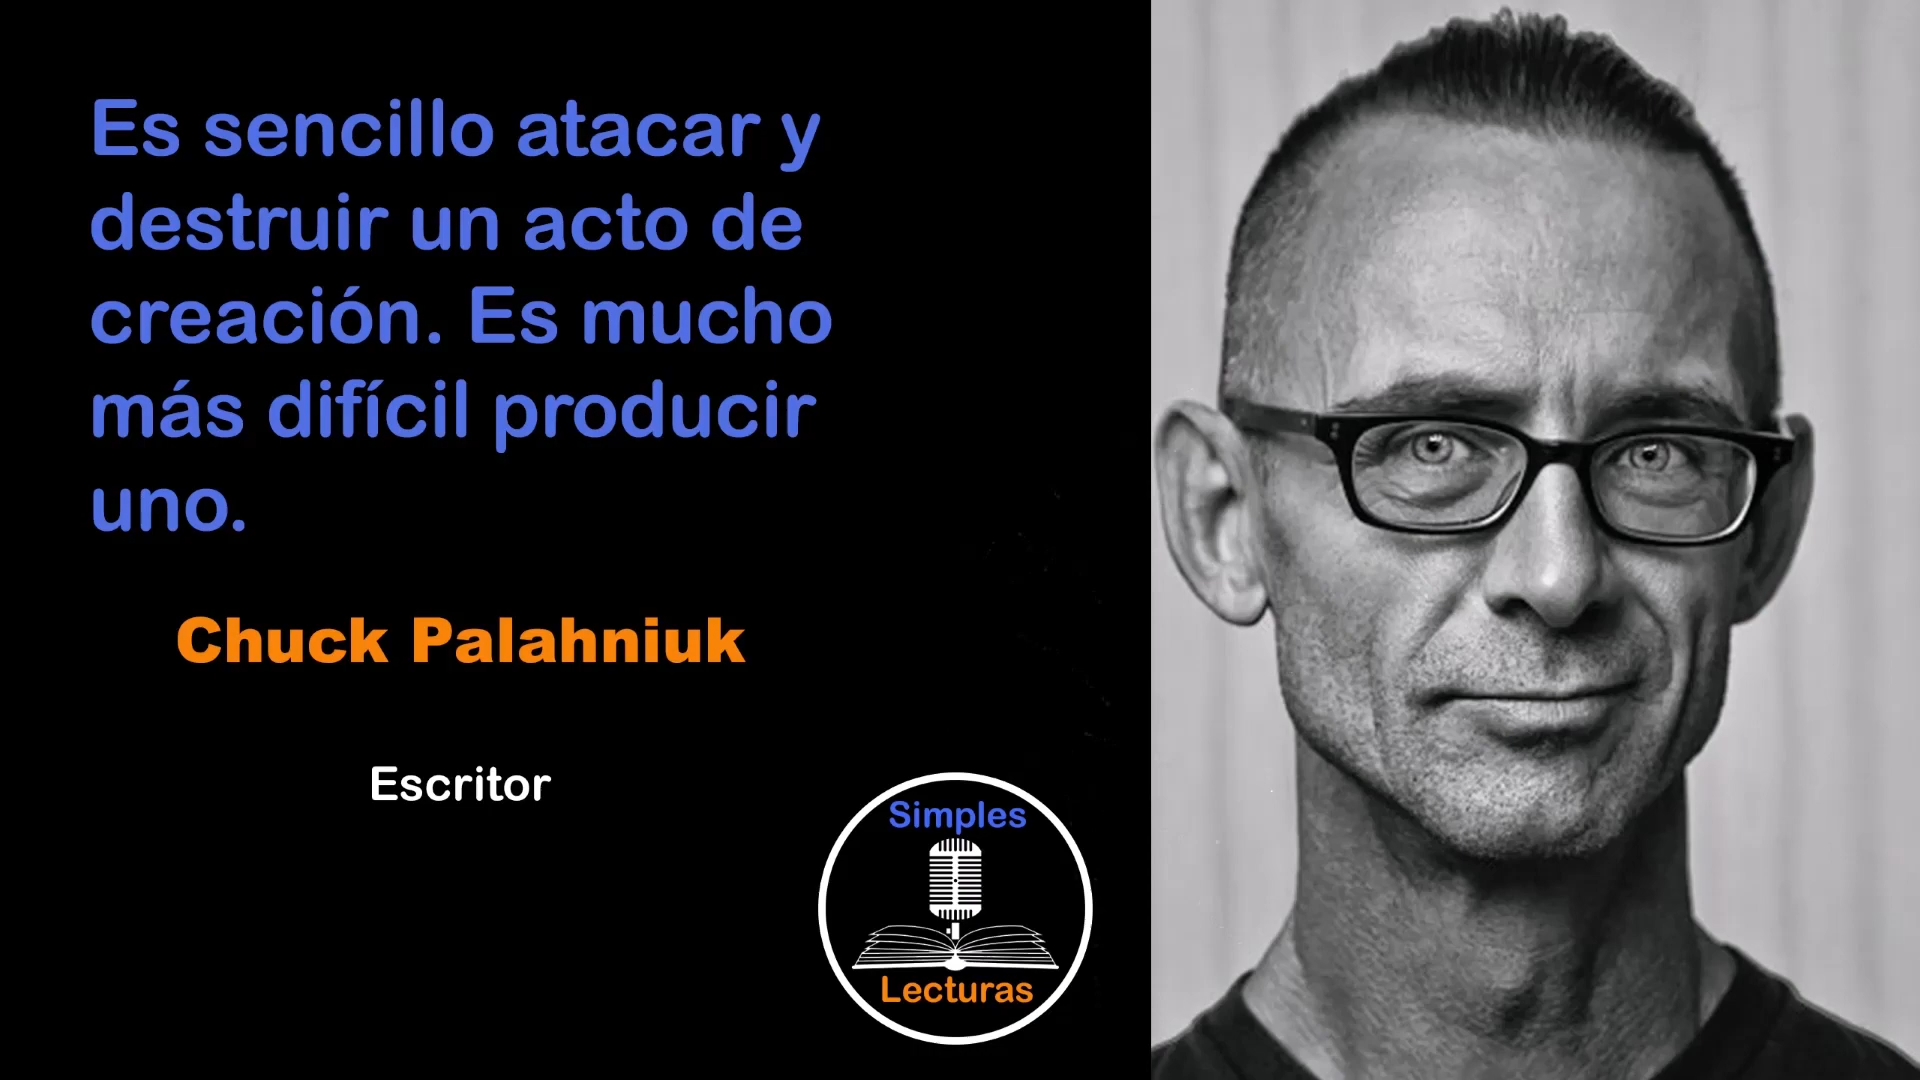 Es sencillo atacar y
destruir un acto de
creación. Es mucho
más difícil producir
uno.
Chuck Palahniuk
Escritor
Simples
Lecturas